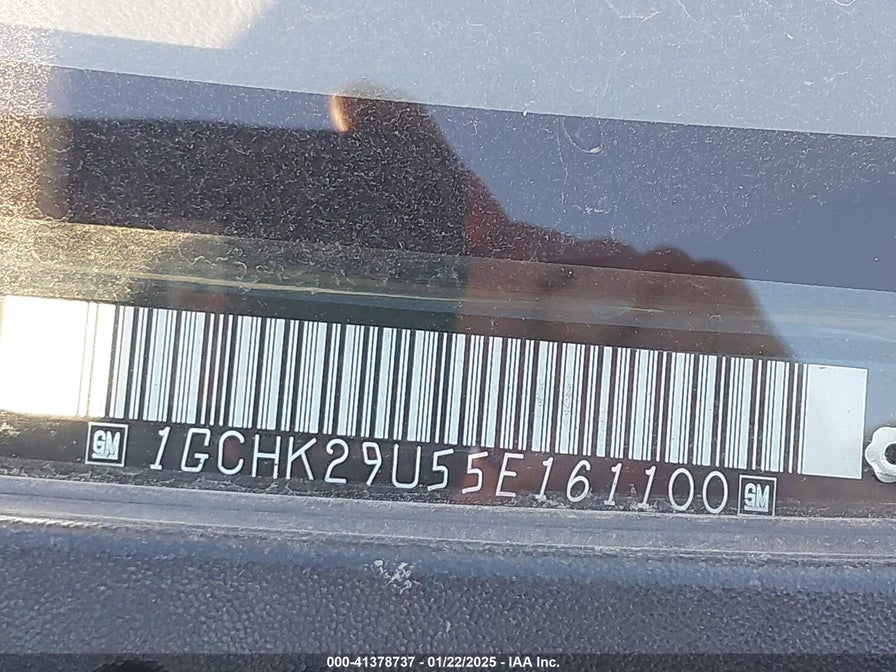 GM 1GCHK29U55E161100 GM
000-41378737 - 01/22/2025 - IAA Inc.